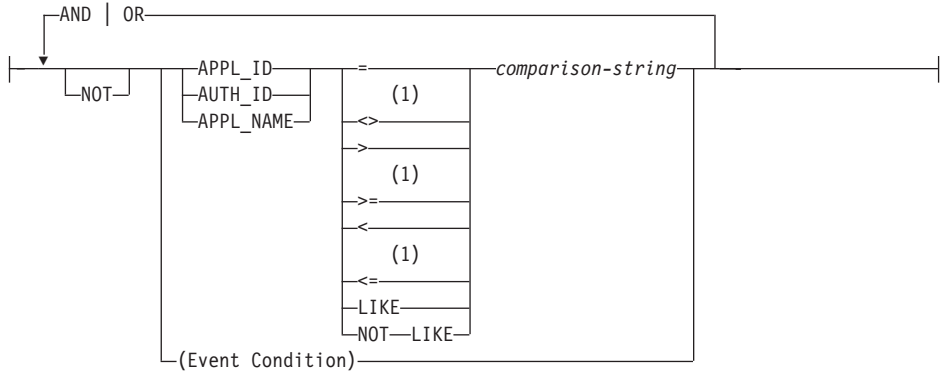 AND | OR
APPL_ID = comparison-string
NOT AUTH_ID (1)
APPL_NAME <>
>
(1)
>=
<
(1)
<=
LIKE
NOT LIKE
(Event Condition)